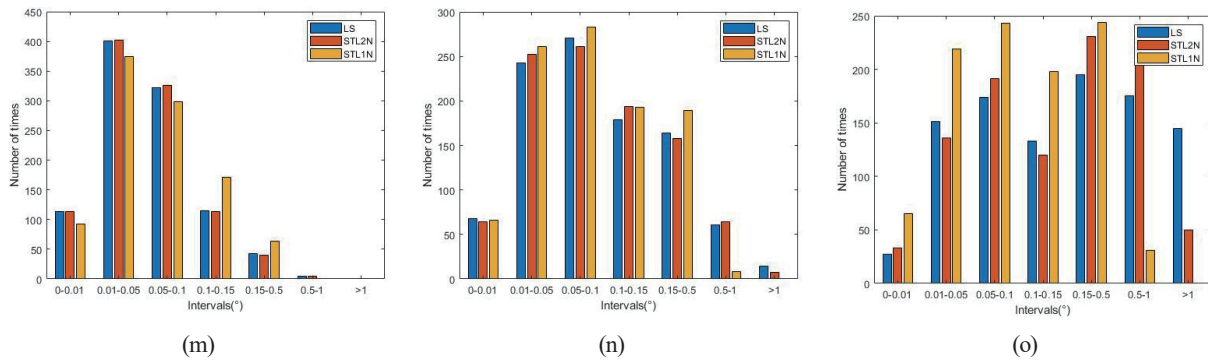 450
400
350
300
250
200
150
100
50
0
Number of times
LS
STL2N
STL1N
0-0.01 0.01-0.05 0.05-0.1 0.1-0.15 0.15-0.5 0.5-1 >1
Intervals(°)
(m)
300
250
200
150
100
50
0
Number of times
LS
STL2N
STL1N
0-0.01 0.01-0.05 0.05-0.1 0.1-0.15 0.15-0.5 0.5-1 >1
Intervals(°)
(n)
250
200
150
100
50
0
Number of times
LS
STL2N
STL1N
0-0.01 0.01-0.05 0.05-0.1 0.1-0.15 0.15-0.5 0.5-1 >1
Intervals(°)
(o)